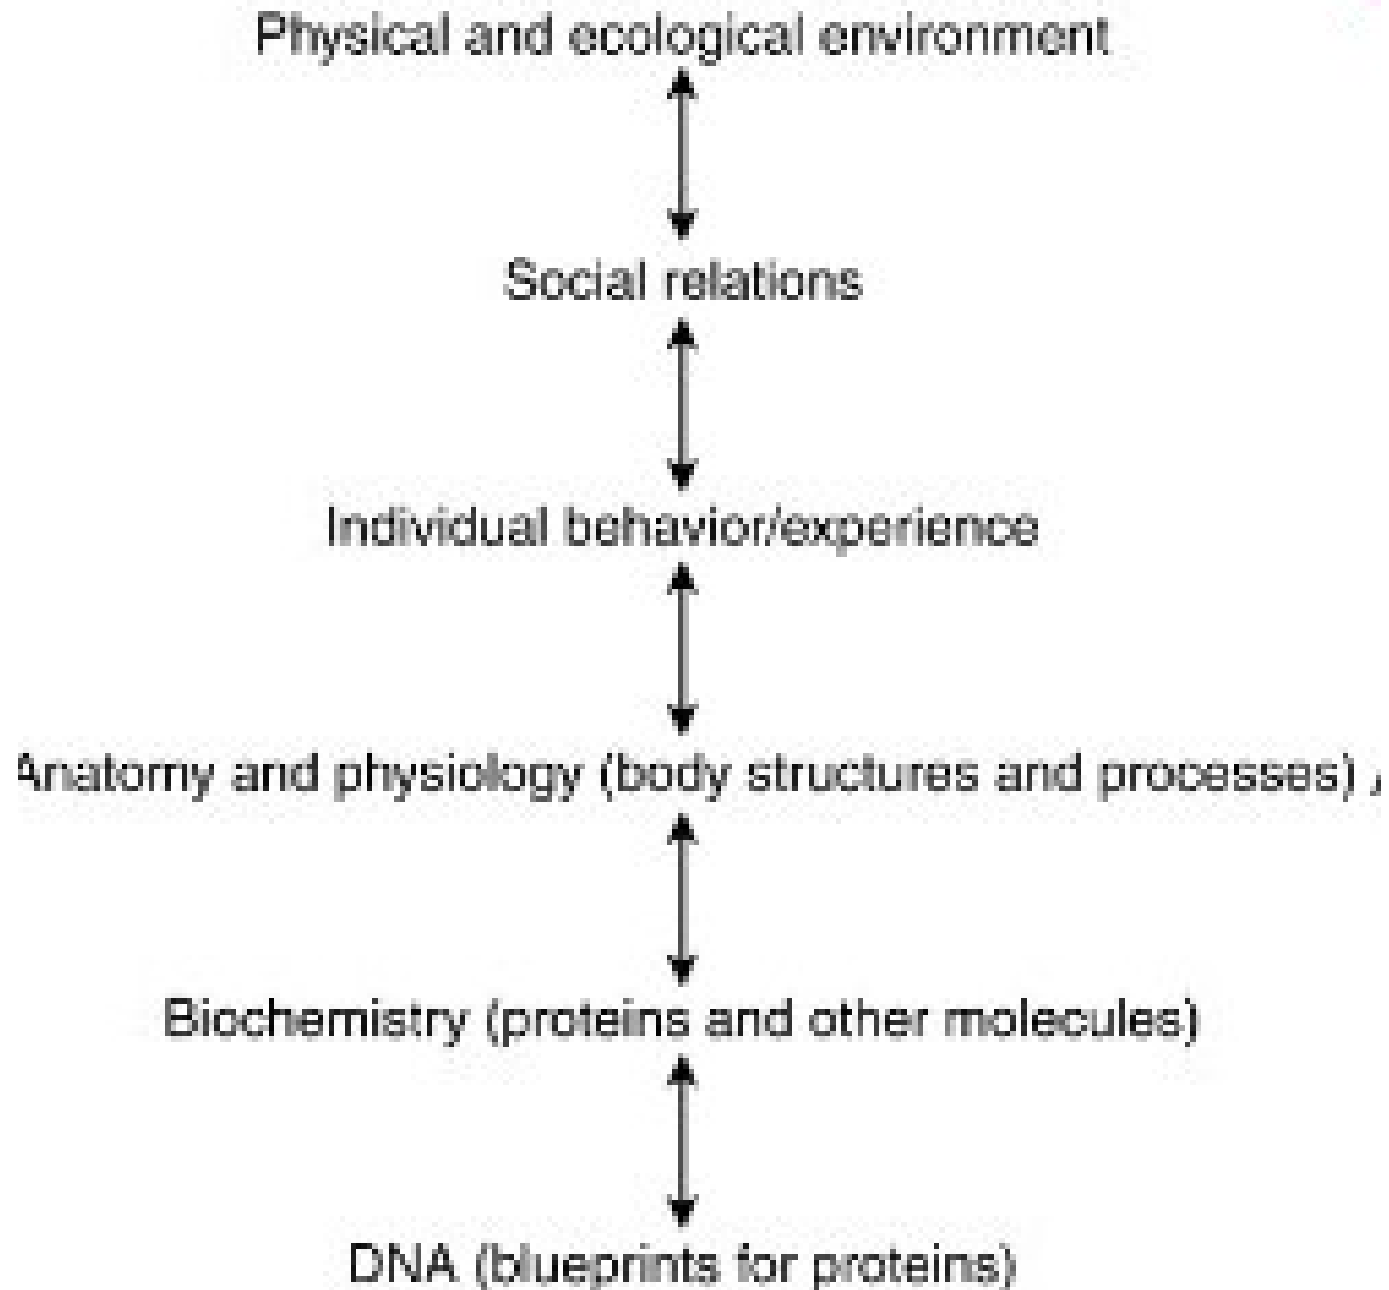 Physical and ecological environment
Social relations
Individual behavior/experience
Anatomy and physiology (body structures and processes)
Biochemistry (proteins and other molecules)
DNA (blueprints for proteins)